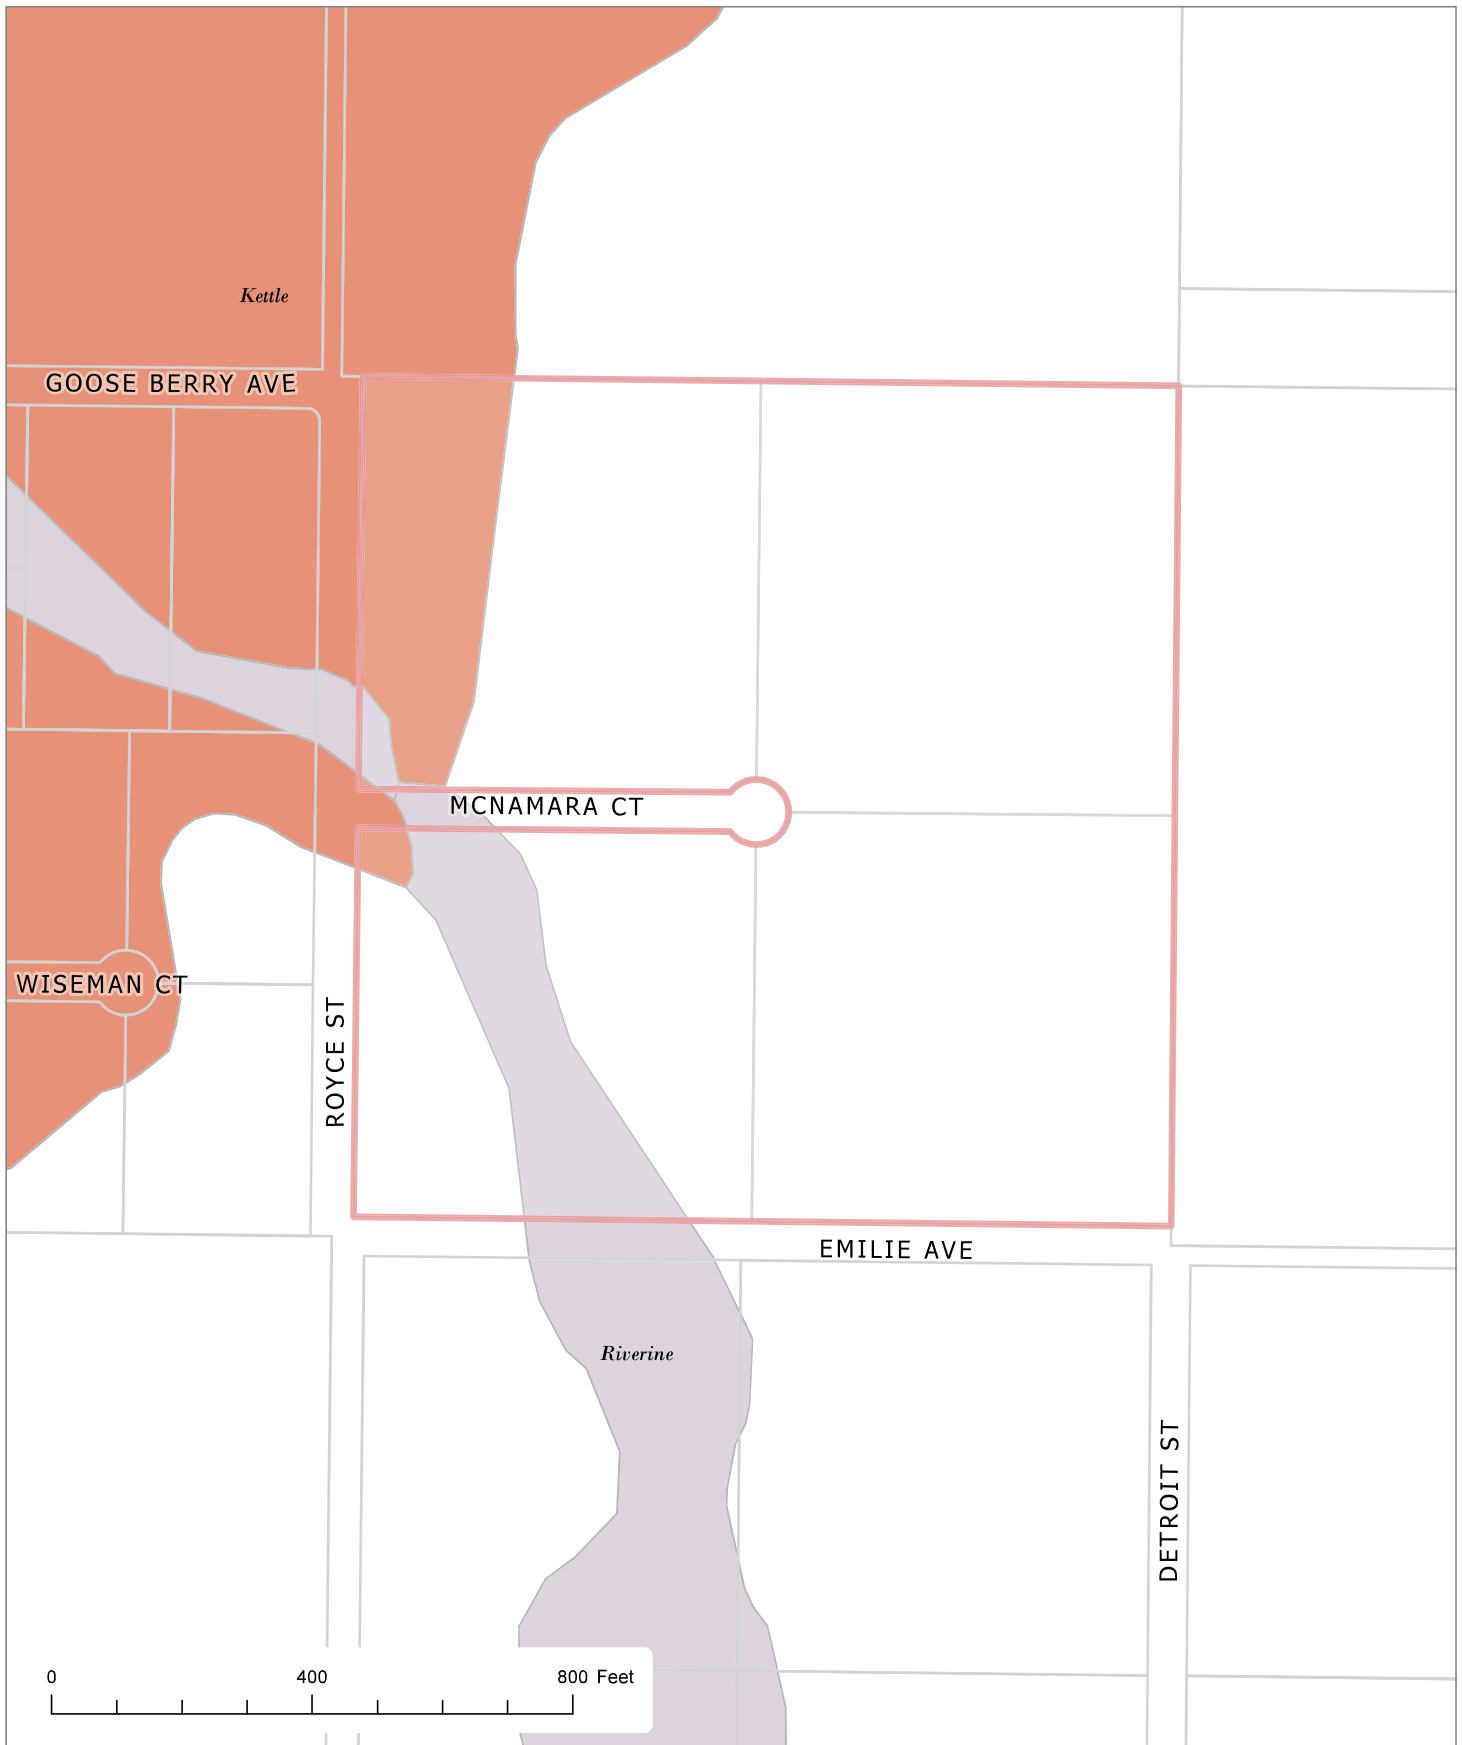 Kettle
GOOSE BERRY AVE
MCNAMARA CT
WISEMAN CT
ROYCE ST
EMILIE AVE
Riverine
DETROIT ST
0 400 800 Feet